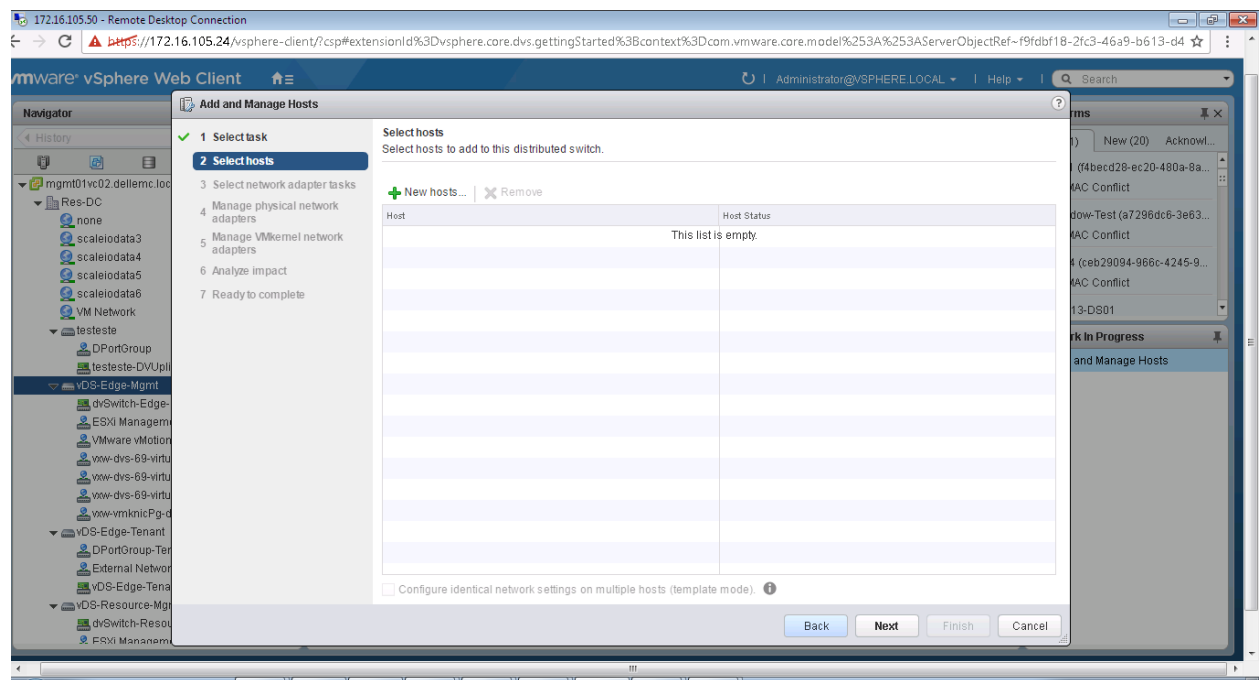 172.16.105.50 - Remote Desktop Connection
https://172.16.105.24/vsphere-client/?csp#extensionId%3Dvsphere.core.dvs.gettingStarted%3Bcontext%3Dcom.vmware.core.model%253A%253AServerObjectRef~f9fdbf18-2fc3-46a9-b613-d4
vmware® vSphere Web Client
Administrator@VSPHERE.LOCAL
Help
Search
Navigator
Add and Manage Hosts
?
rms
History
1 Select task
Select hosts
Select hosts to add to this distributed switch.
1)
New (20)
Acknowl...
2 Select hosts
3 Select network adapter tasks
4 Manage physical network
adapters
5 Manage VMkernel network
adapters
6 Analyze impact
7 Ready to complete
New hosts...
Remove
Host
Host Status
This list is empty.
Configure identical network settings on multiple hosts (template mode).
Back
Next
Finish
Cancel
mgmt01vc02.dellemc.loc
Res-DC
none
scaleiodata3
scaleiodata4
scaleiodata5
scaleiodata6
VM Network
testeste
DPortGroup
testeste-DVUpli
vDS-Edge-Mgmt
dvSwitch-Edge-
ESXi Managem
VMware vMotion
vxw-dvs-69-virtu
vxw-dvs-69-virtu
vxw-dvs-69-virtu
vxw-vmknicPg-d
vDS-Edge-Tenant
DPortGroup-Ter
External Networ
vDS-Edge-Tena
vDS-Resource-Mgr
dvSwitch-Resou
ESXi Managem
(f4becd28-ec20-480a-8a...
MAC Conflict
dow-Test (a7296dc6-3e63...
MAC Conflict
4 (ceb29094-966c-4245-9...
MAC Conflict
13-DS01
rk In Progress
and Manage Hosts